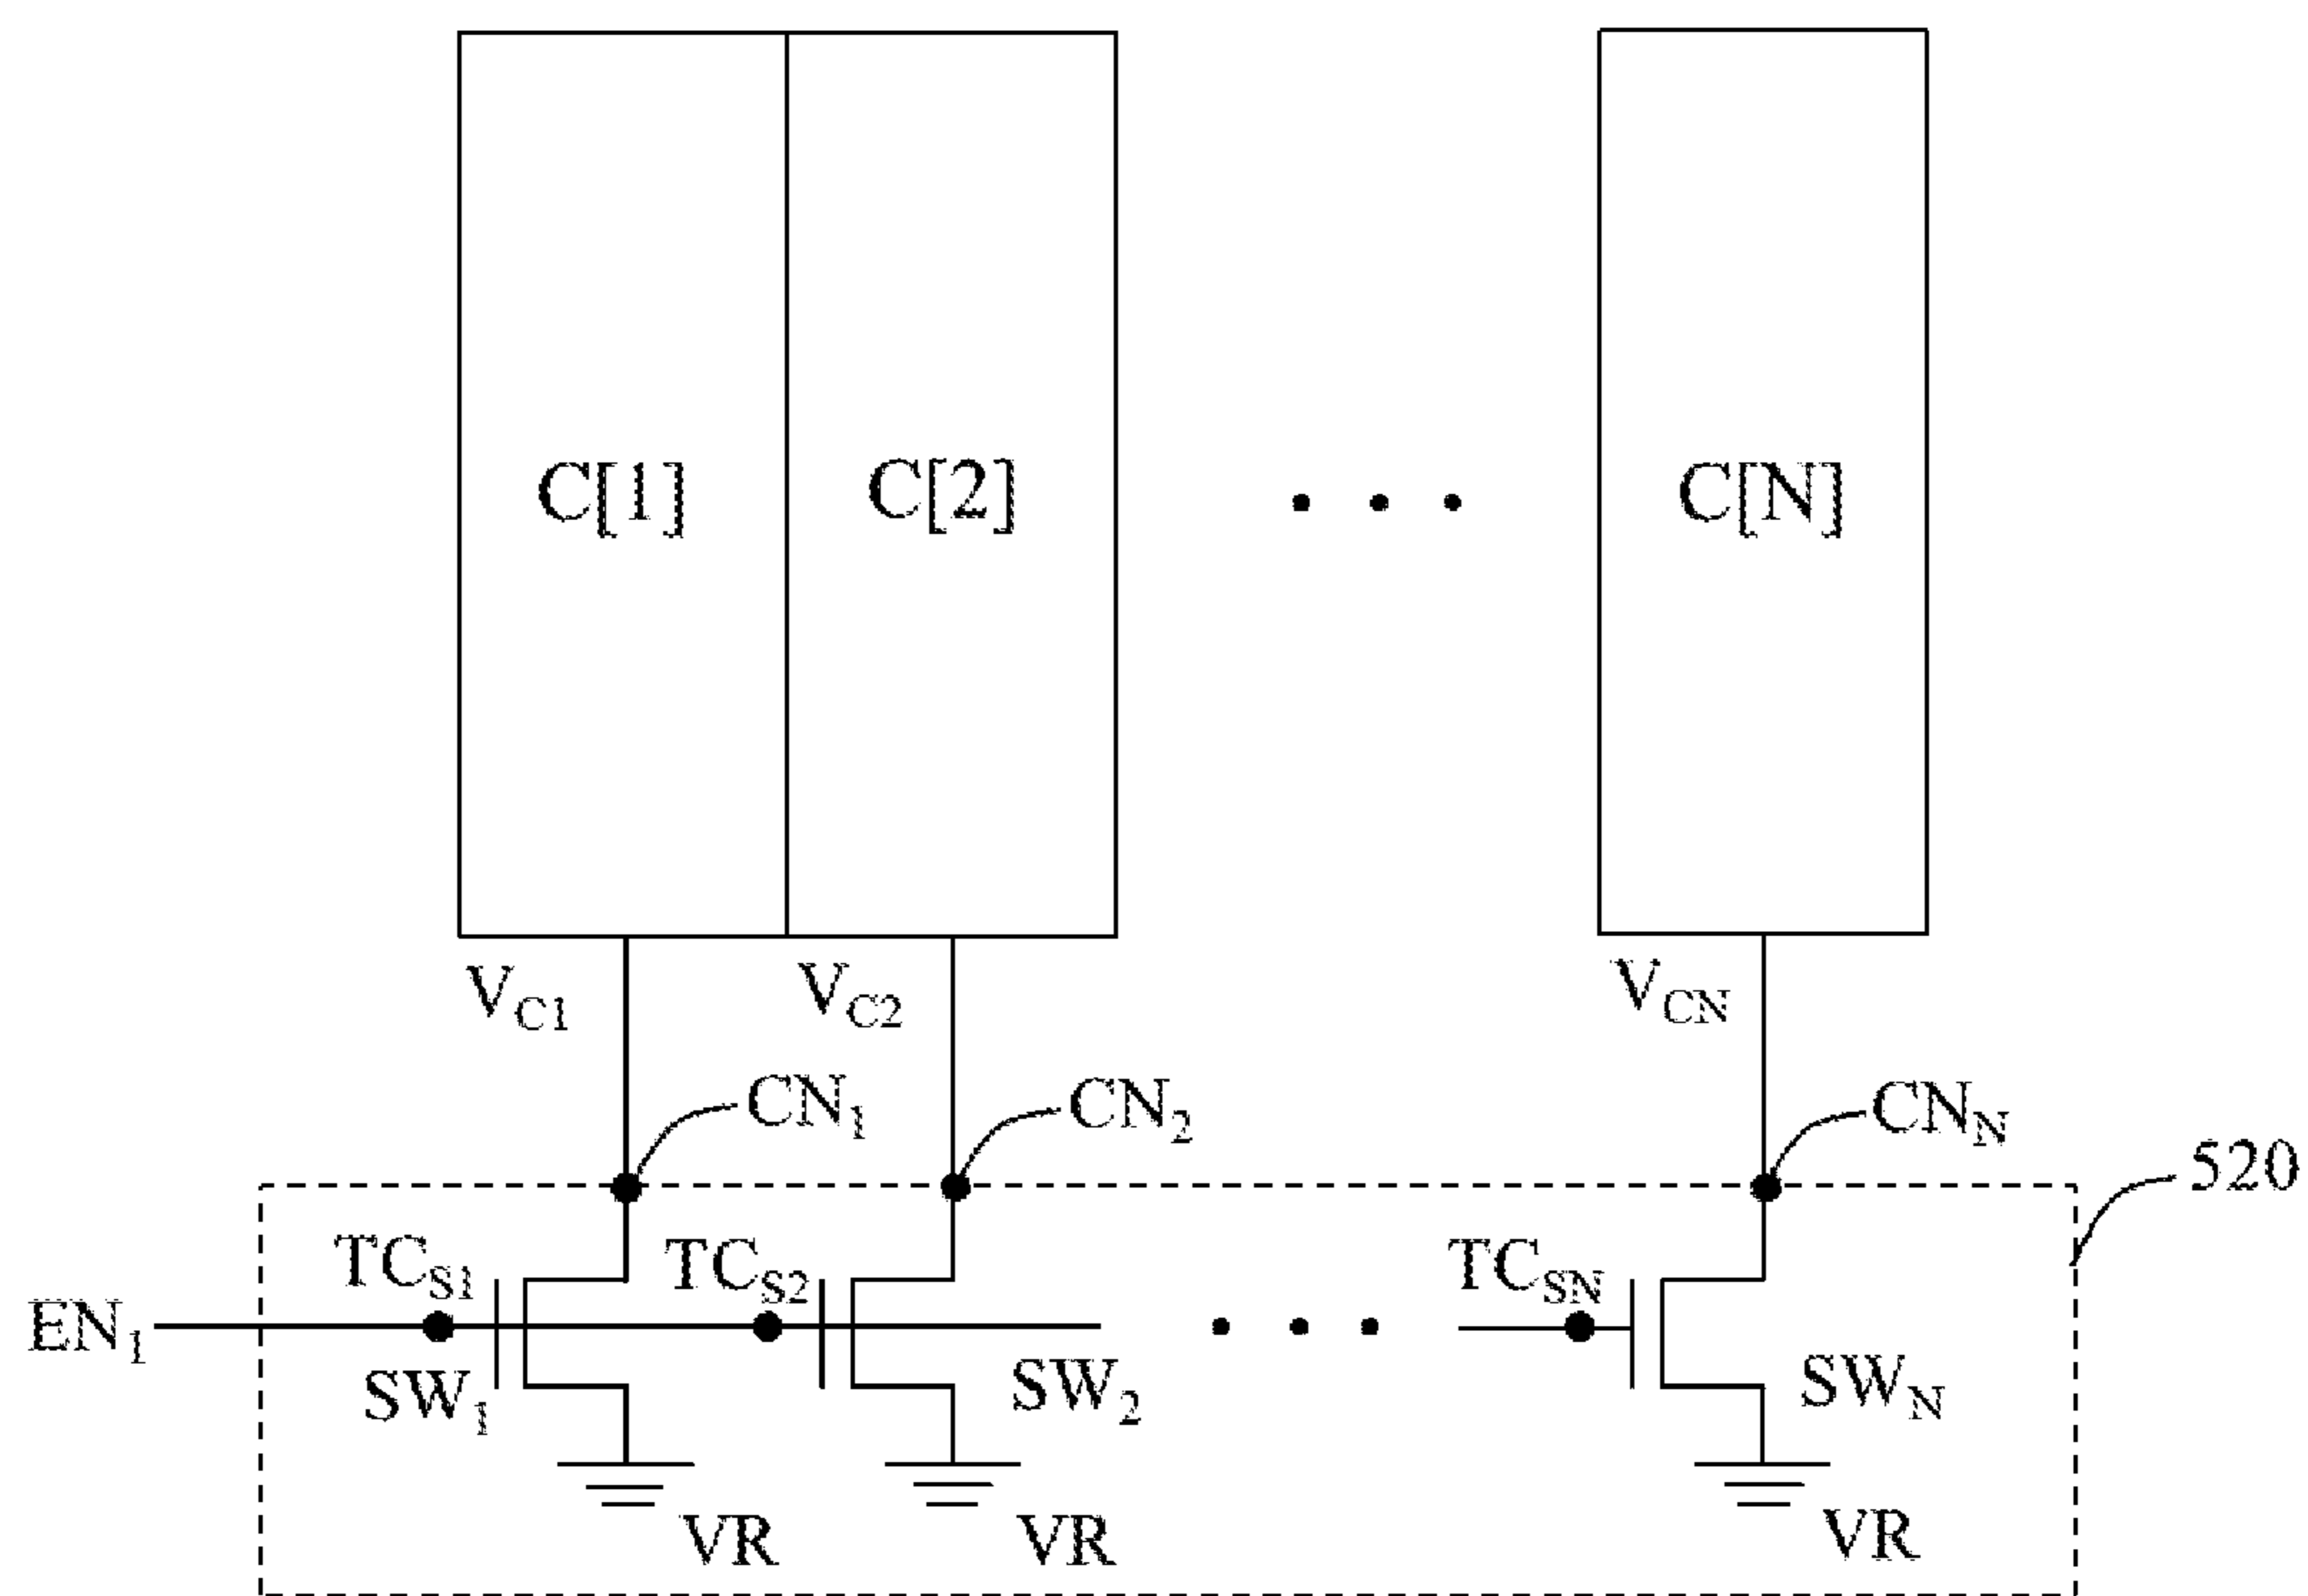 C[1] C[2] • • • C[N]
V_C1 V_C2 V_CN
CN_1 CN_2 CN_N
520
TC_S1 TC_S2 TC_SN
EN_1 • • •
SW_1 SW_2 SW_N
VR VR VR